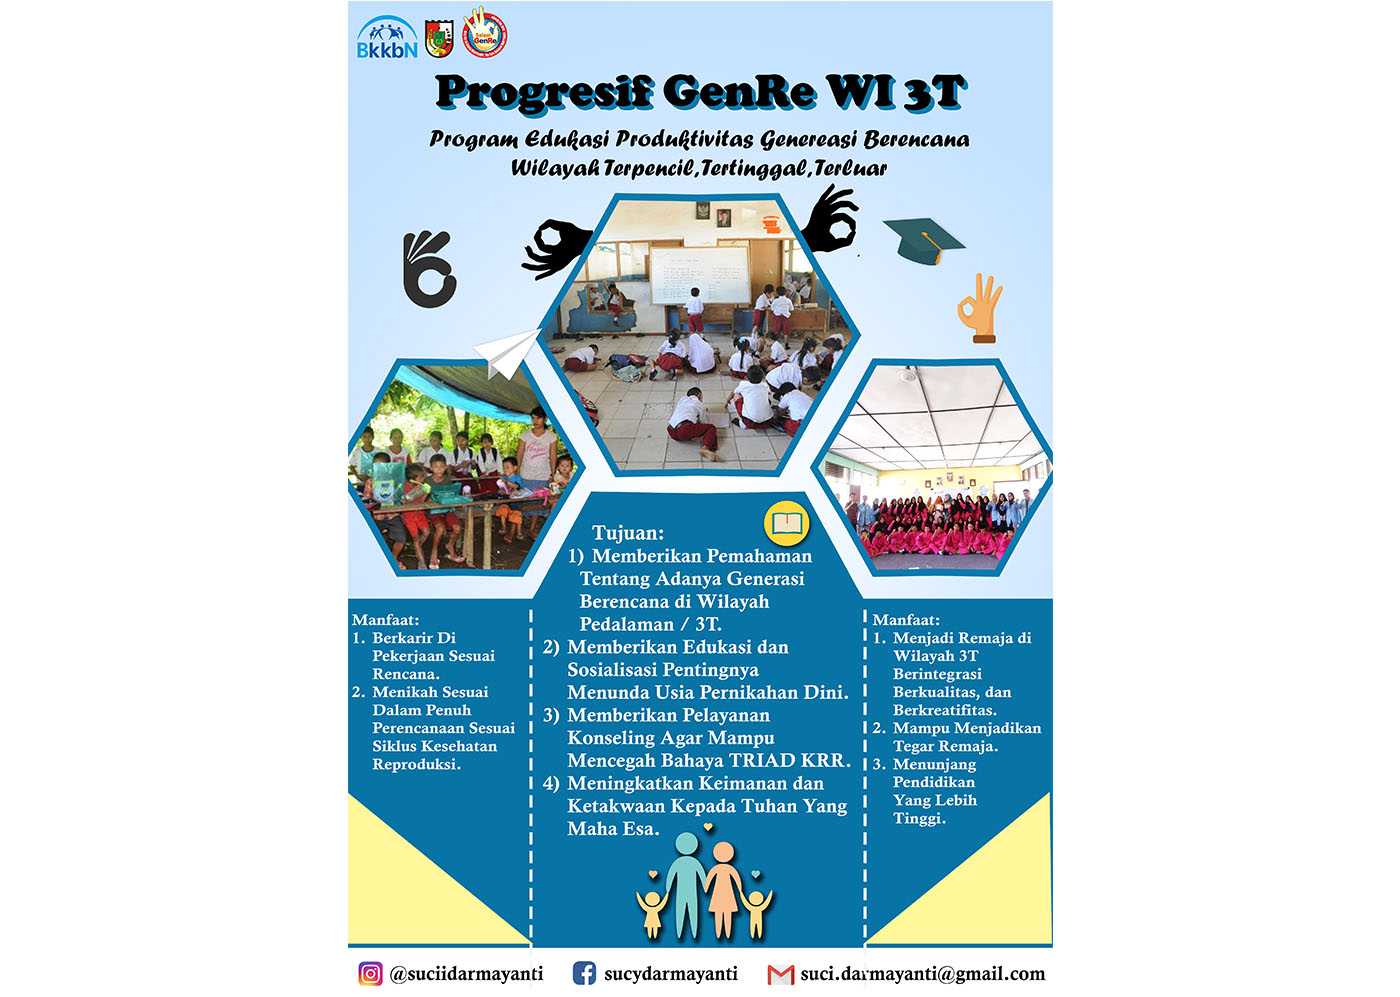 BkkbN
Salam
GenRe
Progresif GenRe WI 3T
Program Edukasi Produktivitas Genereasi Berencana
Wilayah Terpencil,Tertinggal,Terluar
Tujuan:
1) Memberikan Pemahaman
Tentang Adanya Generasi
Berencana di Wilayah
Pedalaman / 3T.
2) Memberikan Edukasi dan
Sosialisasi Pentingnya
Menunda Usia Pernikahan Dini.
3) Memberikan Pelayanan
Konseling Agar Mampu
Mencegah Bahaya TRIAD KRR.
4) Meningkatkan Keimanan dan
Ketakwaan Kepada Tuhan Yang
Maha Esa.
Manfaat:
1. Berkarir Di
Pekerjaan Sesuai
Rencana.
2. Menikah Sesuai
Dalam Penuh
Perencanaan Sesuai
Siklus Kesehatan
Reproduksi.
Manfaat:
1. Menjadi Remaja di
Wilayah 3T
Berintegrasi
Berkualitas, dan
Berkreatifitas.
2. Mampu Menjadikan
Tegar Remaja.
3. Menunjang
Pendidikan
Yang Lebih
Tinggi.
@suciidarmayanti
sucydarmayanti
suci.darmayanti@gmail.com